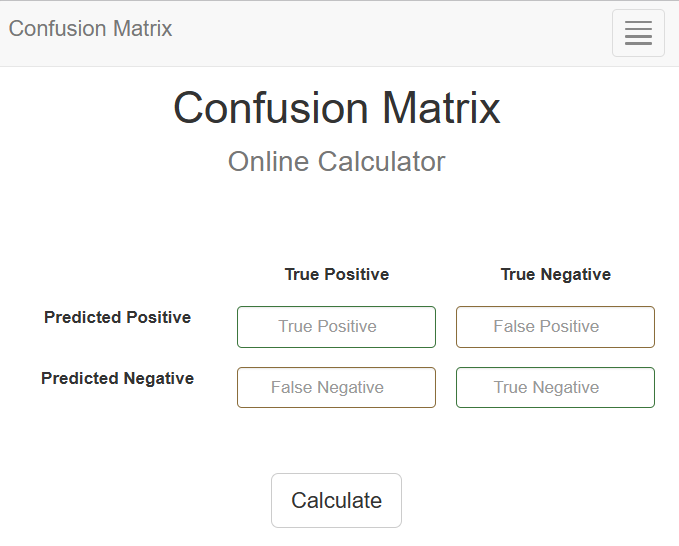 Confusion Matrix
Confusion Matrix
Online Calculator
True Positive True Negative
Predicted Positive True Positive False Positive
Predicted Negative False Negative True Negative
Calculate